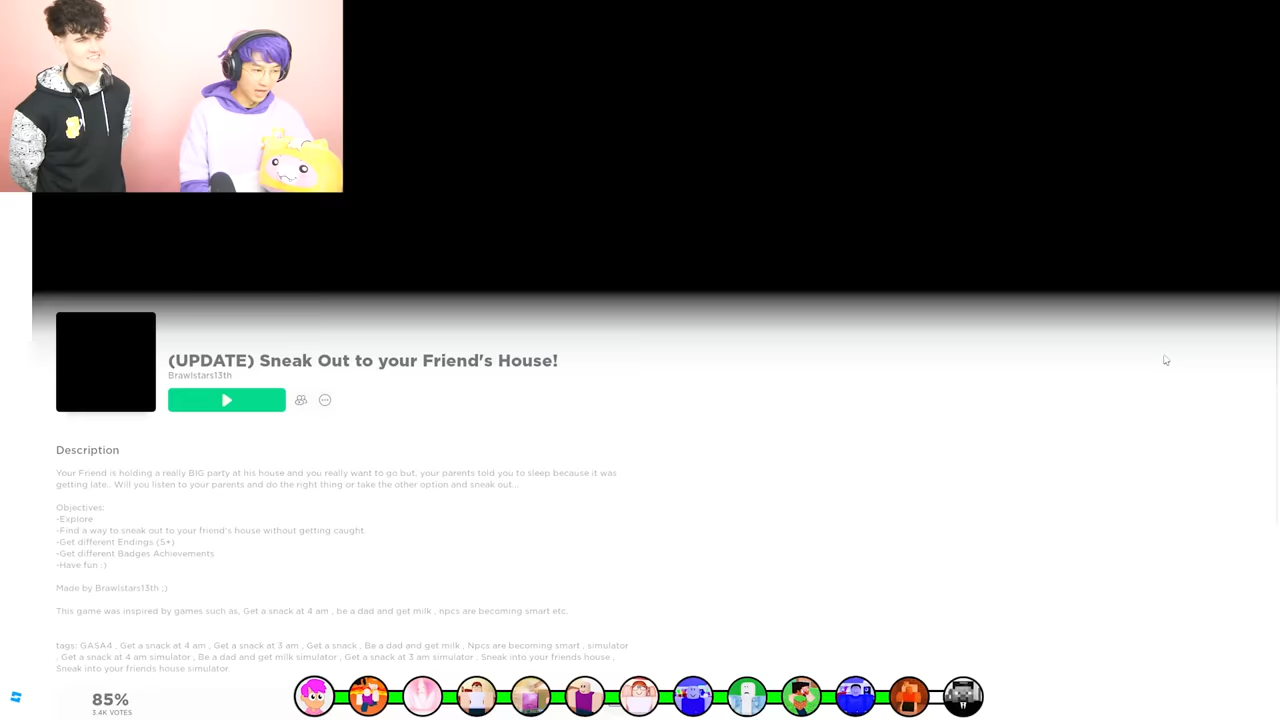 (UPDATE) Sneak Out to your Friend's House!
Brawlstars13th
Description
Your Friend is holding a really BIG party at his house and you really want to go but, your parents told you to sleep because it was
getting late.. Will you listen to your parents and do the right thing or take the other option and sneak out...
Objectives:
-Explore
-Find a way to sneak out to your friend's house without getting caught
-Get different Endings (5+)
-Get different Badges Achievements
-Have fun :)
Made by Brawlstars13th ;)
This game was inspired by games such as, Get a snack at 4 am , be a dad and get milk , npcs are becoming smart etc.
tags: GASA4 , Get a snack at 4 am , Get a snack at 3 am , Get a snack , Be a dad and get milk , Npcs are becoming smart , simulator
, Get a snack at 4 am simulator , Be a dad and get milk simulator , Get a snack at 3 am simulator , Sneak into your friends house ,
Sneak into your friends house simulator.
85%
3.4K VOTES